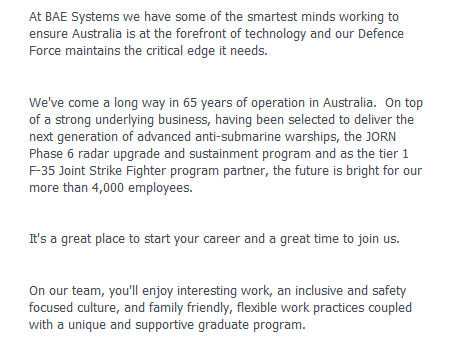 At BAE Systems we have some of the smartest minds working to
ensure Australia is at the forefront of technology and our Defence
Force maintains the critical edge it needs.
We've come a long way in 65 years of operation in Australia.  On top
of a strong underlying business, having been selected to deliver the
next generation of advanced anti-submarine warships, the JORN
Phase 6 radar upgrade and sustainment program and as the tier 1
F-35 Joint Strike Fighter program partner, the future is bright for our
more than 4,000 employees.
It's a great place to start your career and a great time to join us.
On our team, you'll enjoy interesting work, an inclusive and safety
focused culture, and family friendly, flexible work practices coupled
with a unique and supportive graduate program.